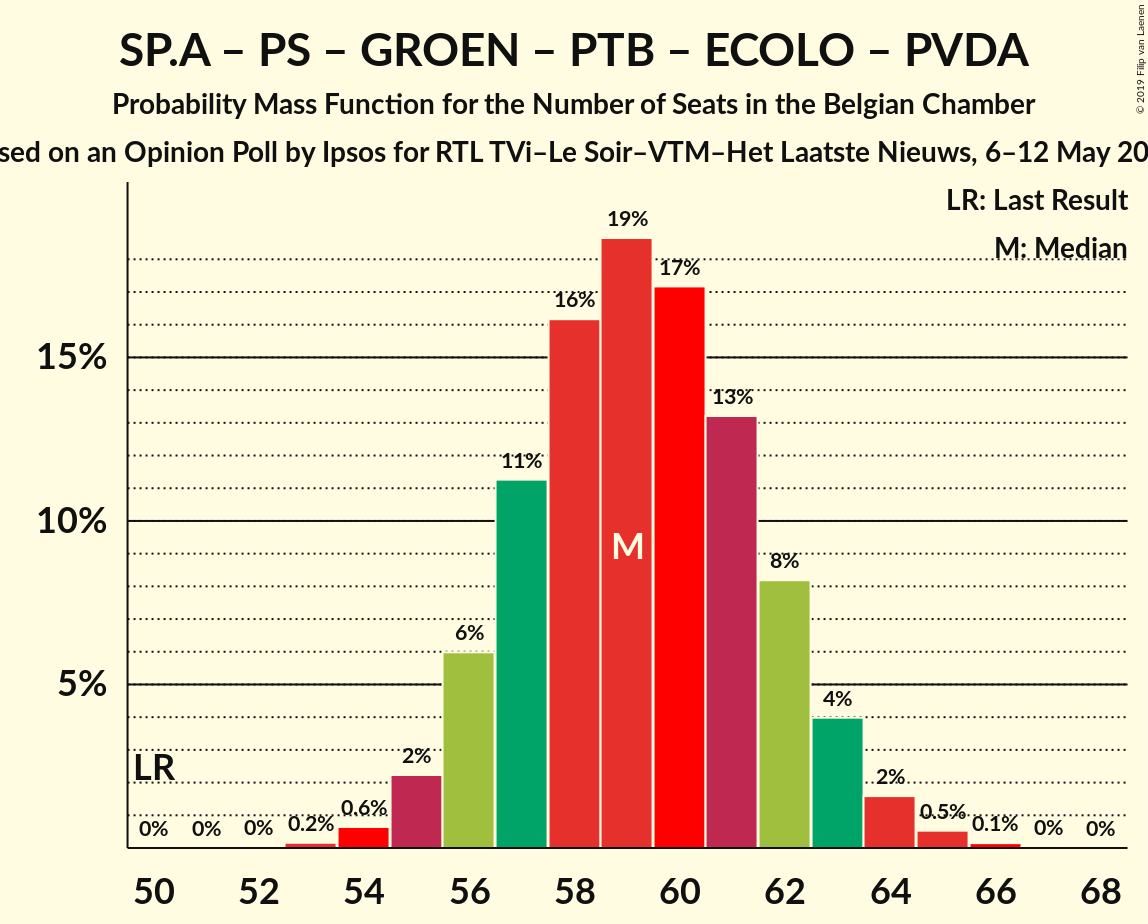 SP.A – PS – GROEN – PTB – ECOLO – PVDA
Probability Mass Function for the Number of Seats in the Belgian Chamber
sed on an Opinion Poll by Ipsos for RTL TVi–Le Soir–VTM–Het Laatste Nieuws, 6–12 May 20
© 2019 Filip van Laenen
LR: Last Result
M: Median
19%
17%
16%
15%
13%
11%
10%
M
8%
6%
5%
4%
LR
2%
2%
0% 0% 0% 0.2% 0.6% 0.5% 0.1% 0% 0%
50 52 54 56 58 60 62 64 66 68